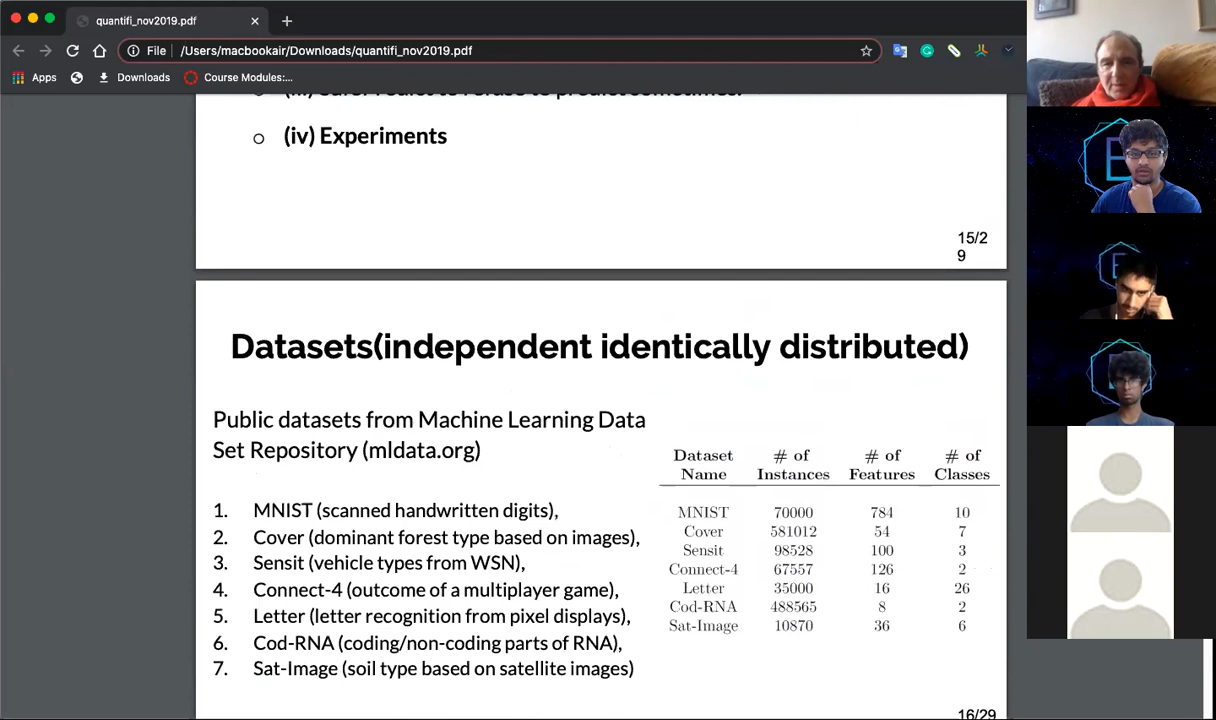 quantifi_nov2019.pdf
File
/Users/macbookair/Downloads/quantifi_nov2019.pdf
Apps
Downloads
Course Modules:...
(iv) Experiments
15/2
9
Datasets(independent identically distributed)
Public datasets from Machine Learning Data
Set Repository (mldata.org)
1. MNIST (scanned handwritten digits),
2. Cover (dominant forest type based on images),
3. Sensit (vehicle types from WSN),
4. Connect-4 (outcome of a multiplayer game),
5. Letter (letter recognition from pixel displays),
6. Cod-RNA (coding/non-coding parts of RNA),
7. Sat-Image (soil type based on satellite images)
Dataset # of # of # of
Name Instances Features Classes
MNIST 70000 784 10
Cover 581012 54 7
Sensit 98528 100 3
Connect-4 67557 126 2
Letter 35000 16 26
Cod-RNA 488565 8 2
Sat-Image 10870 36 6
16/29